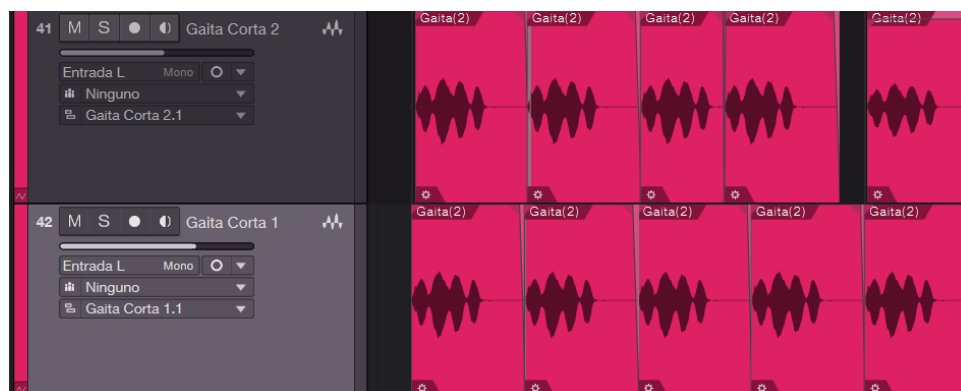 41 M S Gaita Corta 2
Entrada L Mono
Ninguno
Gaita Corta 2.1
Gaita(2) Gaita(2) Gaita(2) Gaita(2) Gaita(2)
42 M S Gaita Corta 1
Entrada L Mono
Ninguno
Gaita Corta 1.1
Gaita(2) Gaita(2) Gaita(2) Gaita(2) Gaita(2)